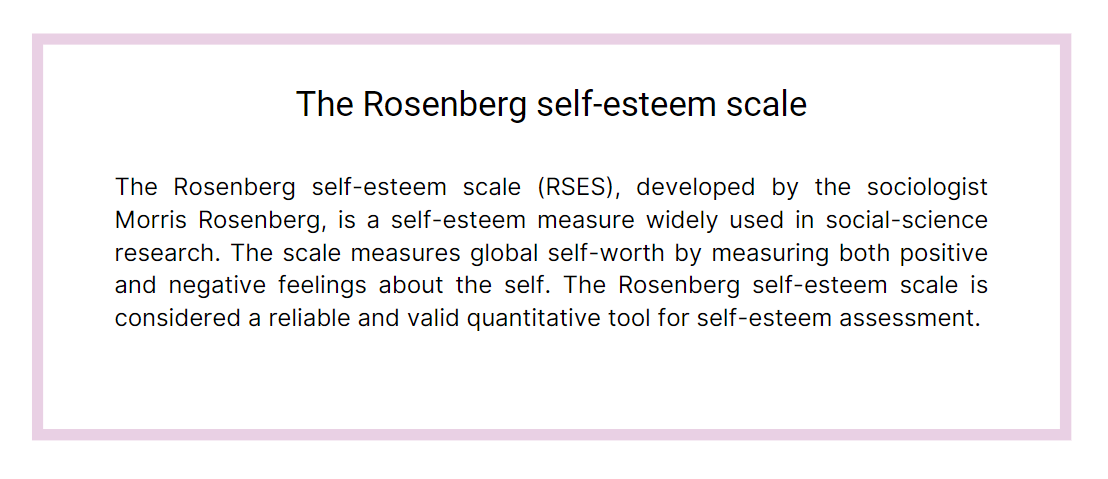 The Rosenberg self-esteem scale
The Rosenberg self-esteem scale (RSES), developed by the sociologist
Morris Rosenberg, is a self-esteem measure widely used in social-science
research. The scale measures global self-worth by measuring both positive
and negative feelings about the self. The Rosenberg self-esteem scale is
considered a reliable and valid quantitative tool for self-esteem assessment.